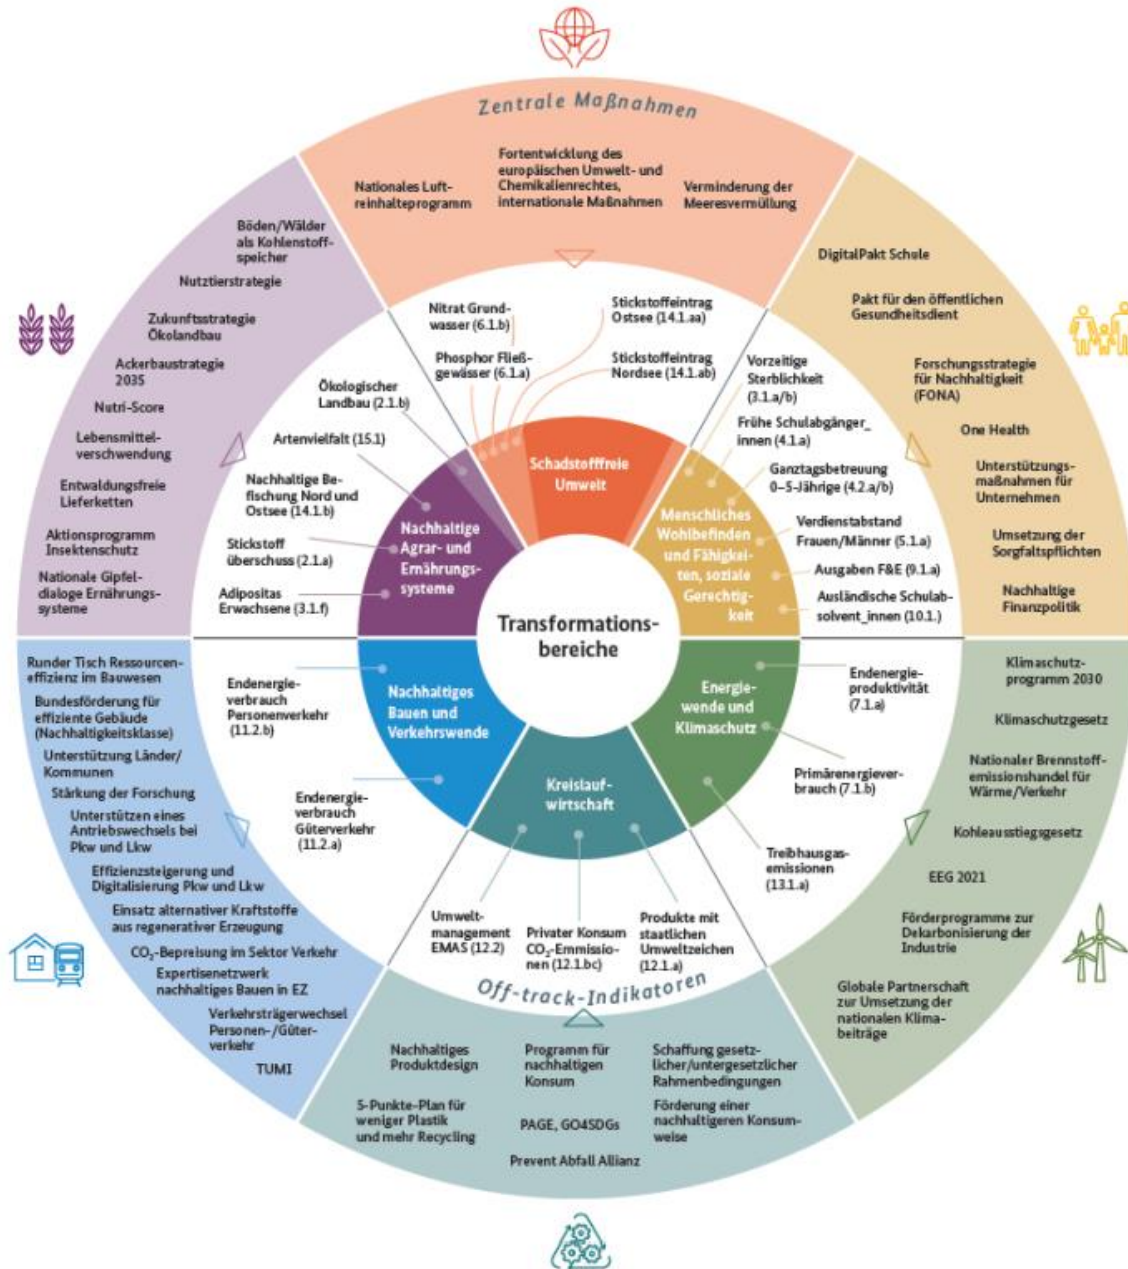 Zentrale Maßnahmen
Nationales Luft-
reinhalteprogramm
Fortentwicklung des
europäischen Umwelt- und
Chemikalienrechtes,
internationale Maßnahmen
Verminderung der
Meeresvermüllung
Böden/Wälder
als Kohlenstoff-
speicher
Nutztierstrategie
Zukunftsstrategie
Ökolandbau
Ackerbaustrategie
2035
Nutri-Score
Lebensmittel-
verschwendung
Entwaldungsfreie
Lieferketten
Aktionsprogramm
Insektenschutz
Nationale Gipfel-
dialoge Ernährungs-
systeme
DigitalPakt Schule
Pakt für den öffentlichen
Gesundheitsdienst
Forschungsstrategie
für Nachhaltigkeit
(FONA)
One Health
Unterstützungs-
maßnahmen für
Unternehmen
Umsetzung der
Sorgfaltspflichten
Nachhaltige
Finanzpolitik
Nitrat Grund-
wasser (6.1.b)
Phosphor Fließ-
gewässer (6.1.a)
Stickstoffeintrag
Ostsee (14.1.aa)
Stickstoffeintrag
Nordsee (14.1.ab)
Ökologischer
Landbau (2.1.b)
Artenvielfalt (15.1)
Nachhaltige Be-
fischung Nord und
Ostsee (14.1.b)
Stickstoff
überschuss (2.1.a)
Adipositas
Erwachsene (3.1.f)
Vorzeitige
Sterblichkeit
(3.1.a/b)
Frühe Schulabgänger_
innen (4.1.a)
Ganztagsbetreuung
0–5-Jährige (4.2.a/b)
Verdienstabstand
Frauen/Männer (5.1.a)
Ausgaben F&E (9.1.a)
Ausländische Schulab-
solvent_innen (10.1.)
Schadstofffreie
Umwelt
Nachhaltige
Agrar- und
Ernährungs-
systeme
Menschliches
Wohlbefinden
und Fähigkei-
ten, soziale
Gerechtig-
keit
Transformations-
bereiche
Nachhaltiges
Bauen und
Verkehrswende
Energie-
wende und
Klimaschutz
Kreislauf-
wirtschaft
Endenergie-
verbrauch
Personenverkehr
(11.2.b)
Endenergie-
verbrauch
Güterverkehr
(11.2.a)
Endenergie-
produktivität
(7.1.a)
Primärenergiever-
brauch (7.1.b)
Treibhausgas-
emissionen
(13.1.a)
Umwelt-
management
EMAS (12.2)
Privater Konsum
CO₂-Emmissio-
nen (12.1.bc)
Produkte mit
staatlichen
Umweltzeichen
(12.1.a)
Off-track-Indikatoren
Runder Tisch Ressourcen-
effizienz im Bauwesen
Bundesförderung für
effiziente Gebäude
(Nachhaltigkeitsklasse)
Unterstützung Länder/
Kommunen
Stärkung der Forschung
Unterstützen eines
Antriebswechsels bei
Pkw und Lkw
Effizienzsteigerung und
Digitalisierung Pkw und Lkw
Einsatz alternativer Kraftstoffe
aus regenerativer Erzeugung
CO₂-Bepreisung im Sektor Verkehr
Expertisenetzwerk
nachhaltiges Bauen in EZ
Verkehrsträgerwechsel
Personen-/Güter-
verkehr
TUMI
Klimaschutz-
programm 2030
Klimaschutzgesetz
Nationaler Brennstoff-
emissionshandel für
Wärme/Verkehr
Kohleausstiegsgesetz
EEG 2021
Förderprogramme zur
Dekarbonisierung der
Industrie
Globale Partnerschaft
zur Umsetzung der
nationalen Klima-
beiträge
Nachhaltiges
Produktdesign
Programm für
nachhaltigen
Konsum
Schaffung gesetz-
licher/untergesetzlicher
Rahmenbedingungen
5-Punkte-Plan für
weniger Plastik
und mehr Recycling
PAGE, GO4SDGs
Förderung einer
nachhaltigeren Konsum-
weise
Prevent Abfall Allianz